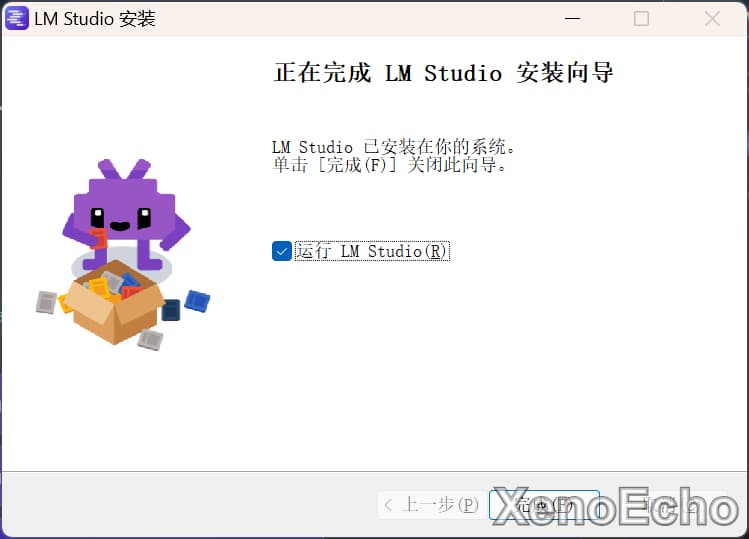 LM Studio 安装
正在完成 LM Studio 安装向导
LM Studio 已安装在你的系统。
单击 [完成(F)] 关闭此向导。
运行 LM Studio(R)
< 上一步(P)
完成(F)
取消
XenoEcho